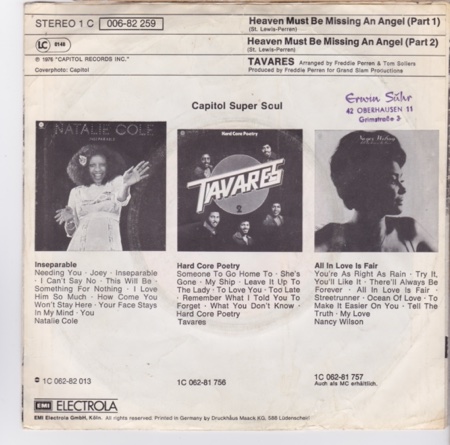 STEREO 1 C 006-82 259
Heaven Must Be Missing An Angel (Part 1)
(St. Lewis-Perren)
LC 0148
Heaven Must Be Missing An Angel (Part 2)
(St. Lewis-Perren)
℗ 1976 "CAPITOL RECORDS INC."
Coverphoto: Capitol
TAVARES Arranged by Freddie Perren & Tom Sellers
Produced by Freddie Perren for Grand Slam Productions
Capitol Super Soul
Erwin Sühr
42 OBERHAUSEN 11
Grimstraße 3
NATALIE COLE
INSEPARABLE
Hard Core Poetry
TAVARES
Nancy Wilson
Inseparable
Needing You · Joey · Inseparable
· I Can't Say No · This Will Be ·
Something For Nothing · I Love
Him So Much · How Come You
Won't Stay Here · Your Face Stays
In My Mind · You
Natalie Cole
Hard Core Poetry
Someone To Go Home To · She's
Gone · My Ship · Leave It Up To
The Lady · To Love You · Too Late
· Remember What I Told You To
Forget · What You Don't Know ·
Hard Core Poetry
Tavares
All In Love Is Fair
You're As Right As Rain · Try It,
You'll Like It · There'll Always Be
Forever · All In Love Is Fair
· Streetrunner · Ocean Of Love · To
Make It Easier On You · Tell The
Truth · My Love
Nancy Wilson
1C 062-82 013
1C 062-81 756
1C 062-81 757
Auch als MC erhältlich.
EMI ELECTROLA
EMI Electrola GmbH, Köln. All rights reserved. Printed in Germany by Druckhaus Maack KG, 588 Lüdenscheid